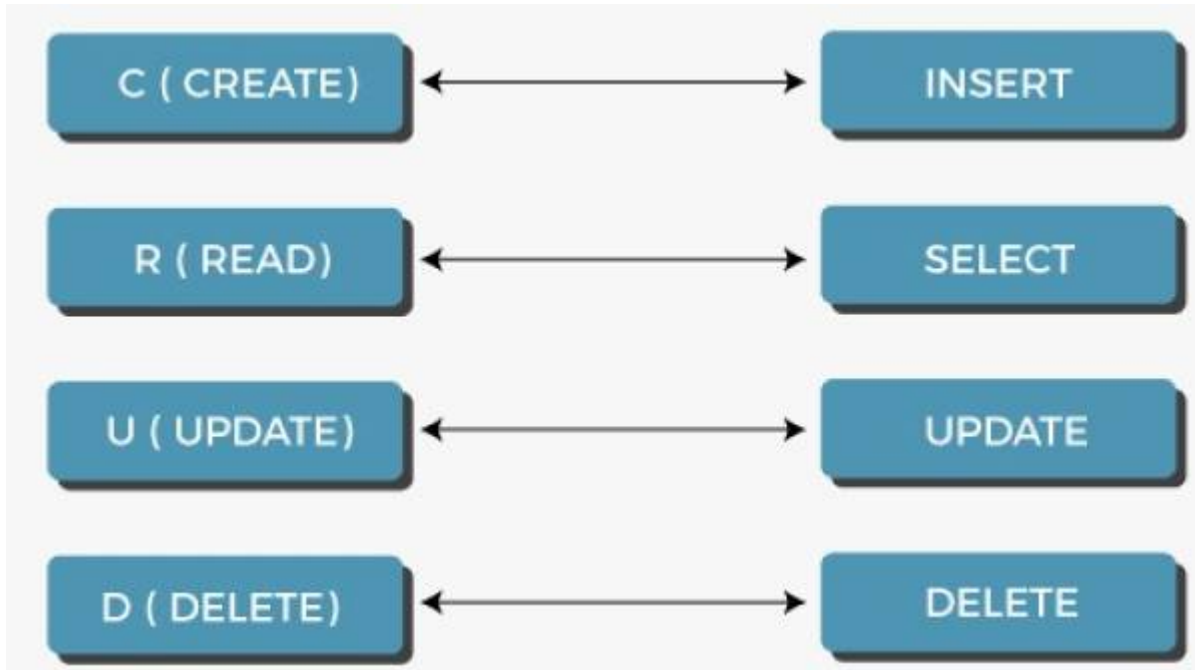 C ( CREATE)
INSERT
R ( READ)
SELECT
U ( UPDATE)
UPDATE
D ( DELETE)
DELETE